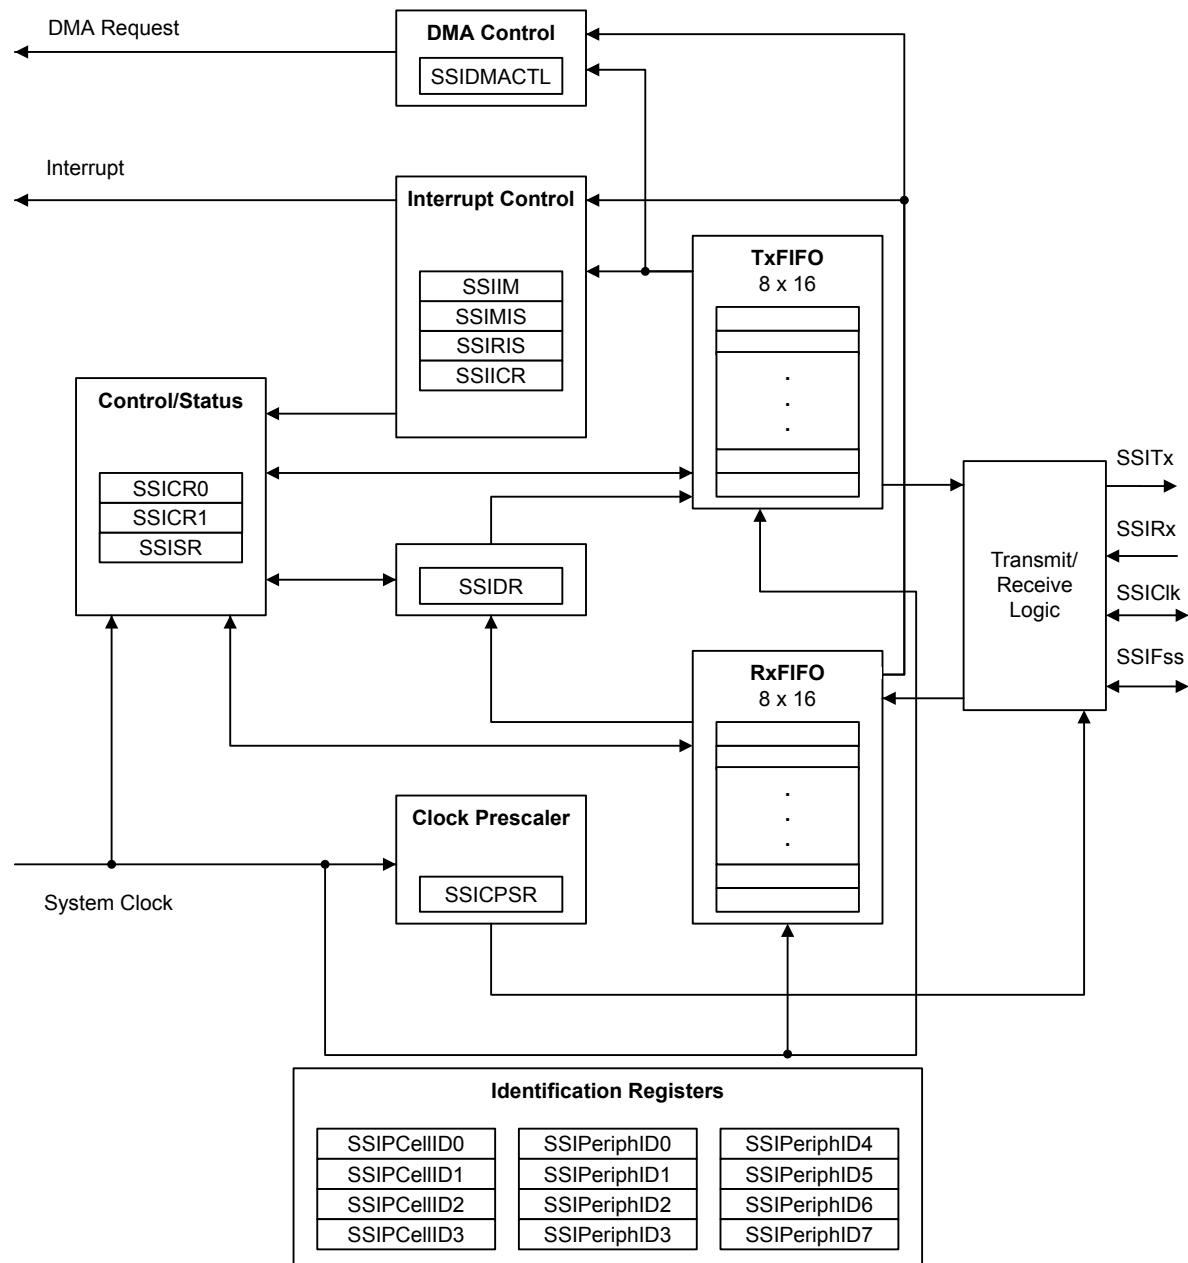 DMA Request
DMA Control
SSIDMACTL
Interrupt
Interrupt Control
SSIIM
SSIMIS
SSIRIS
SSIICR
TxFIFO
8 x 16
.
.
.
Control/Status
SSICR0
SSICR1
SSISR
SSIDR
Transmit/
Receive
Logic
SSITx
SSIRx
SSIClk
SSIFss
RxFIFO
8 x 16
.
.
.
Clock Prescaler
SSICPSR
System Clock
Identification Registers
SSIPCellID0
SSIPCellID1
SSIPCellID2
SSIPCellID3
SSIPeriphID0
SSIPeriphID1
SSIPeriphID2
SSIPeriphID3
SSIPeriphID4
SSIPeriphID5
SSIPeriphID6
SSIPeriphID7